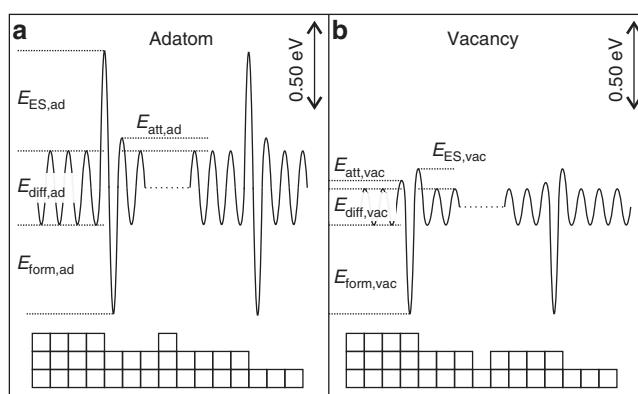 a
Adatom
0.50 eV
E_ES,ad
E_att,ad
E_diff,ad
E_form,ad
b
Vacancy
0.50 eV
E_ES,vac
E_att,vac
E_diff,vac
E_form,vac